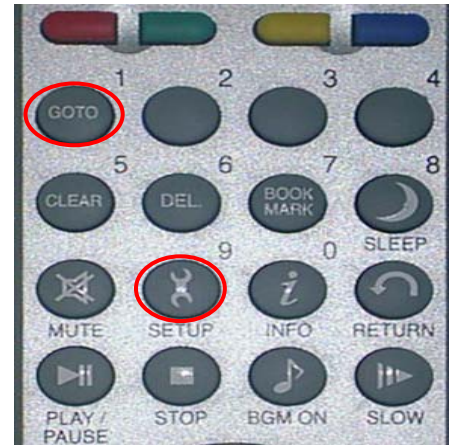 1 2 3 4
GOTO
5 6 7 8
CLEAR DEL. BOOK
MARK
SLEEP
9 0
i
MUTE SETUP INFO RETURN
PLAY / STOP BGM ON SLOW
PAUSE